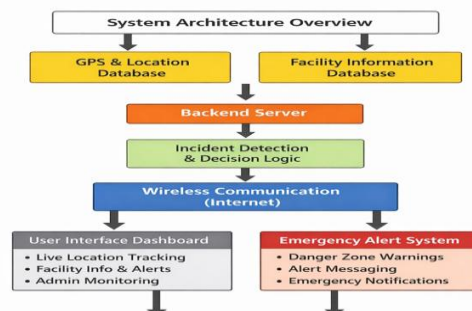 System Architecture Overview
GPS & Location
Database
Facility Information
Database
Backend Server
Incident Detection
& Decision Logic
Wireless Communication
(Internet)
User Interface Dashboard
• Live Location Tracking
• Facility Info & Alerts
• Admin Monitoring
Emergency Alert System
• Danger Zone Warnings
• Alert Messaging
• Emergency Notifications